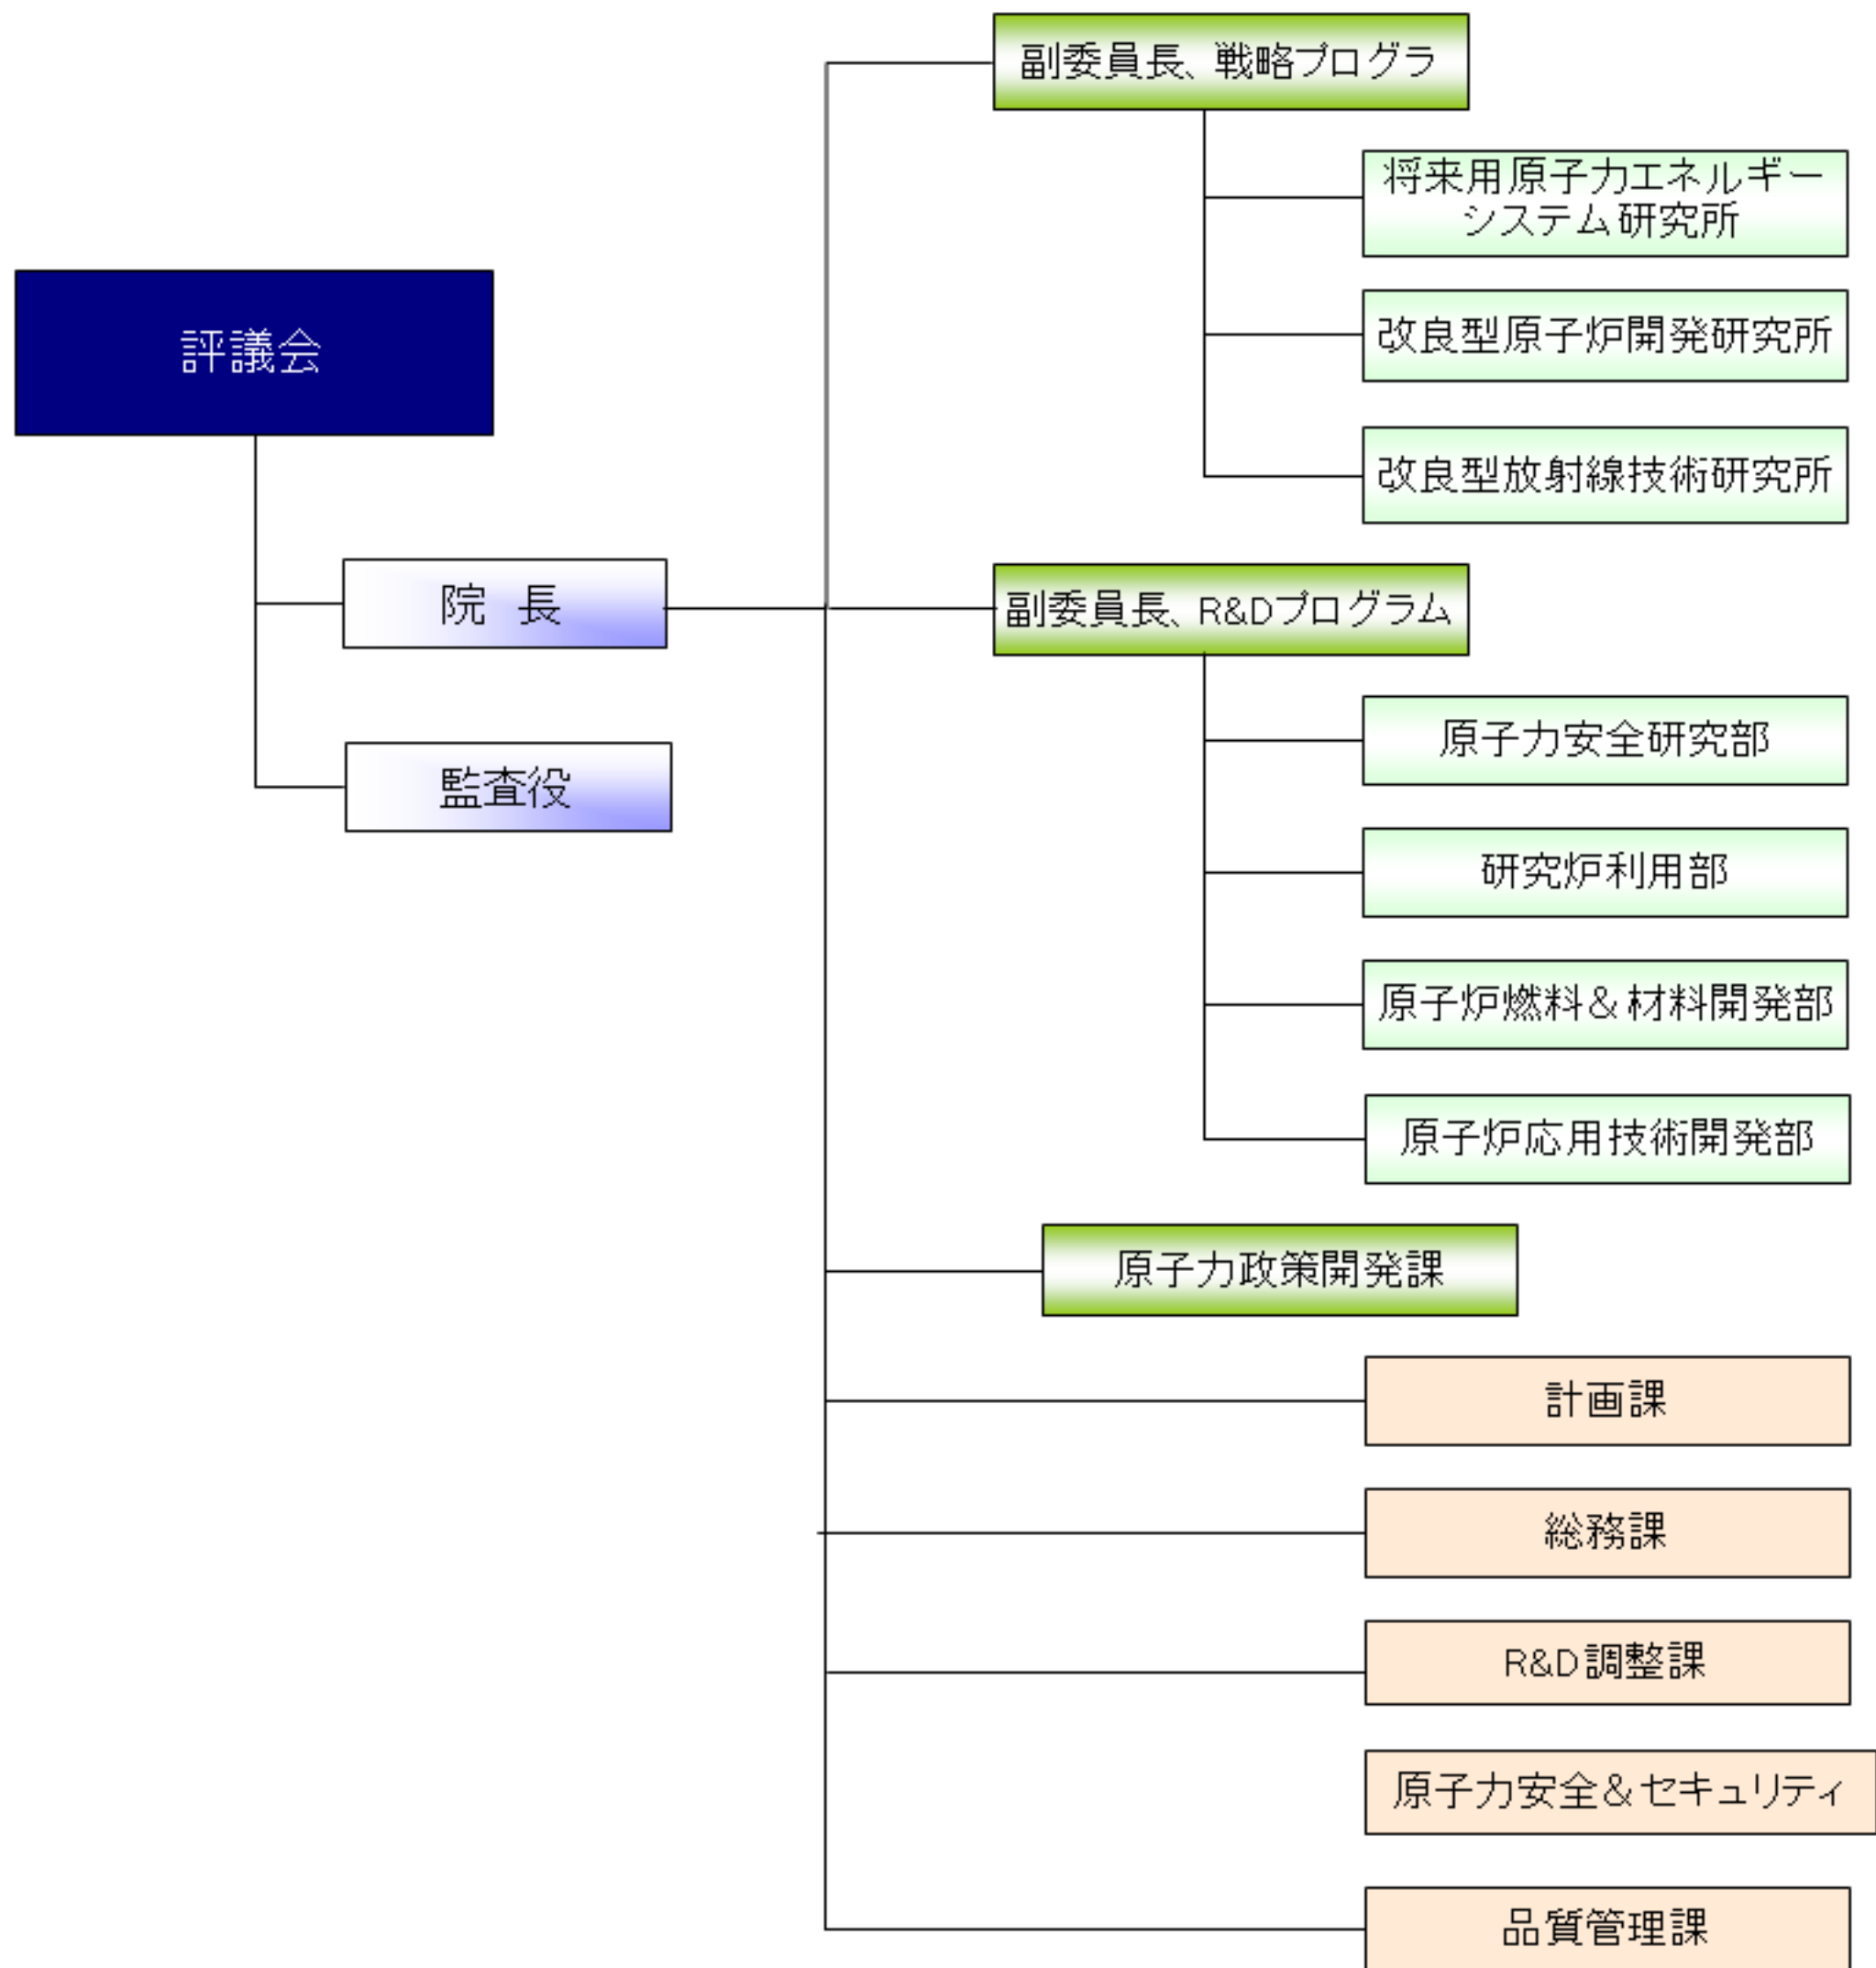 評議会
院 長
監査役
副委員長、戦略プログラ
将来用原子力エネルギー
システム研究所
改良型原子炉開発研究所
改良型放射線技術研究所
副委員長、R&Dプログラム
原子力安全研究部
研究炉利用部
原子炉燃料&材料開発部
原子炉応用技術開発部
原子力政策開発課
計画課
総務課
R&D調整課
原子力安全&セキュリティ
品質管理課